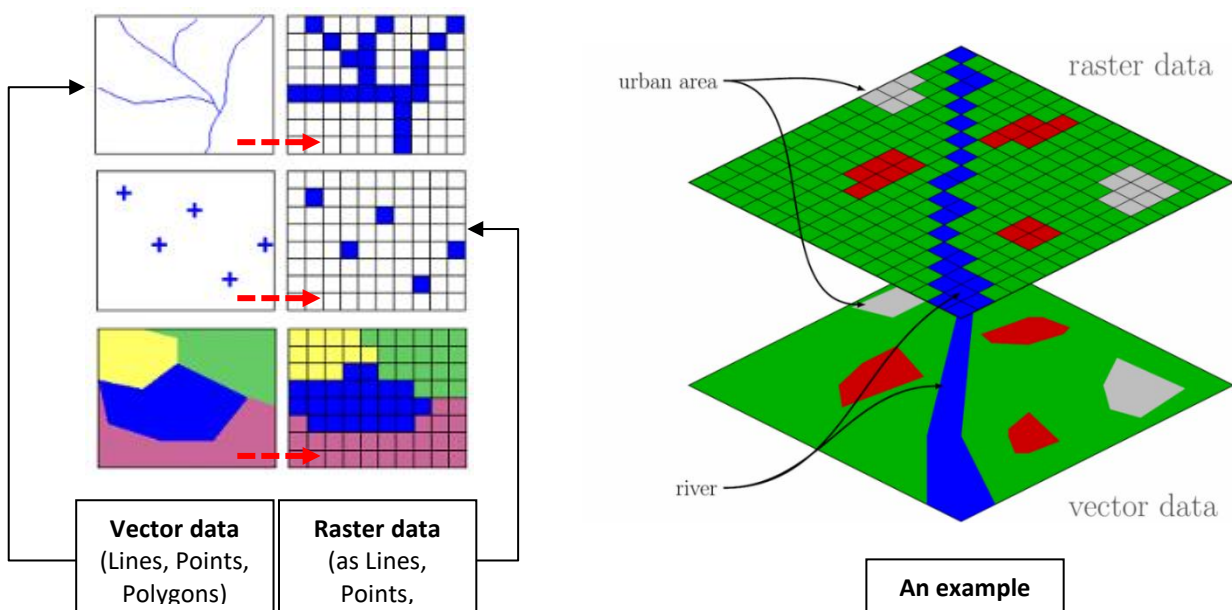 raster data
urban area
river
vector data
Vector data
(Lines, Points,
Polygons)
Raster data
(as Lines,
Points,
An example